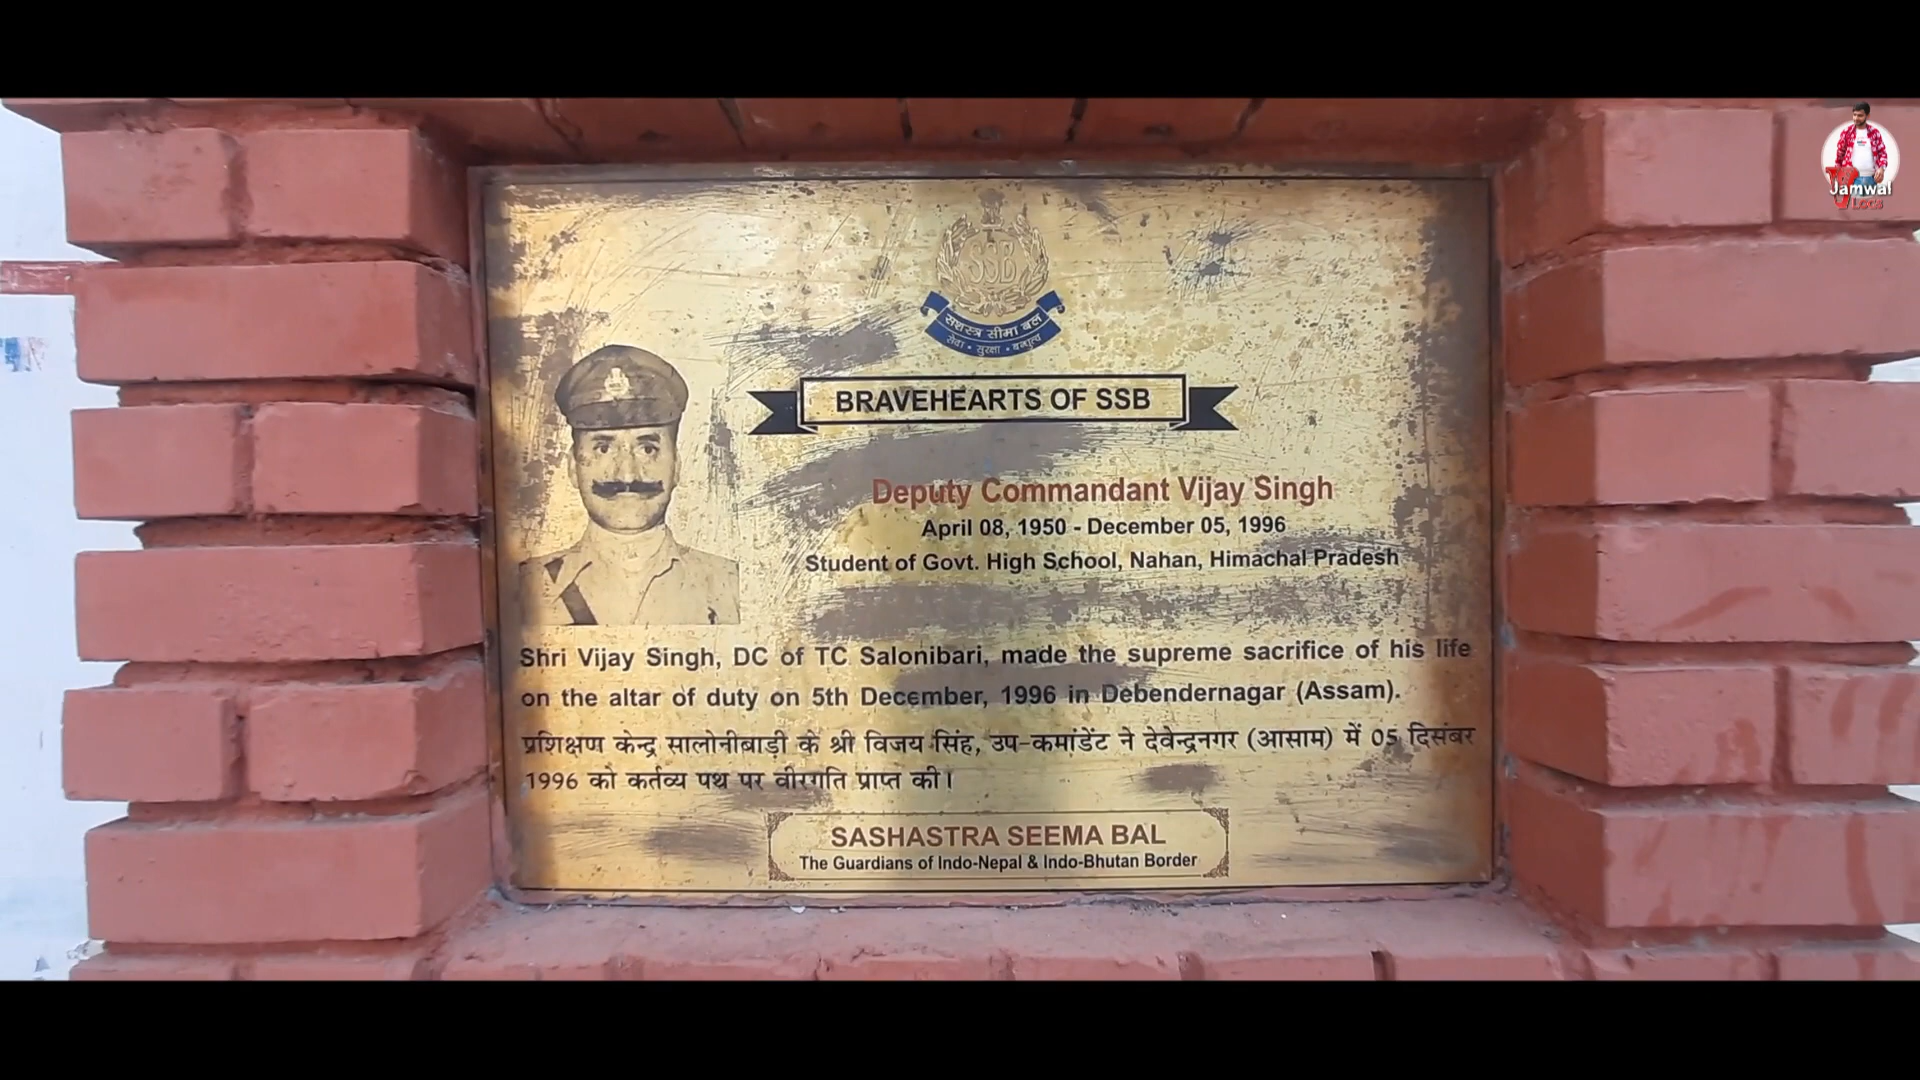 SSB
सशस्त्र सीमा बल
सेवा • सुरक्षा • बन्धुत्व
BRAVEHEARTS OF SSB
Deputy Commandant Vijay Singh
April 08, 1950 - December 05, 1996
Student of Govt. High School, Nahan, Himachal Pradesh
Shri Vijay Singh, DC of TC Salonibari, made the supreme sacrifice of his life
on the altar of duty on 5th December, 1996 in Debendernagar (Assam).
प्रशिक्षण केन्द्र सालोनीबाड़ी के श्री विजय सिंह, उप-कमांडेंट ने देवेन्द्रनगर (आसाम) में 05 दिसंबर
1996 को कर्तव्य पथ पर वीरगति प्राप्त की।
SASHASTRA SEEMA BAL
The Guardians of Indo-Nepal & Indo-Bhutan Border
Jamwal
VLOGS